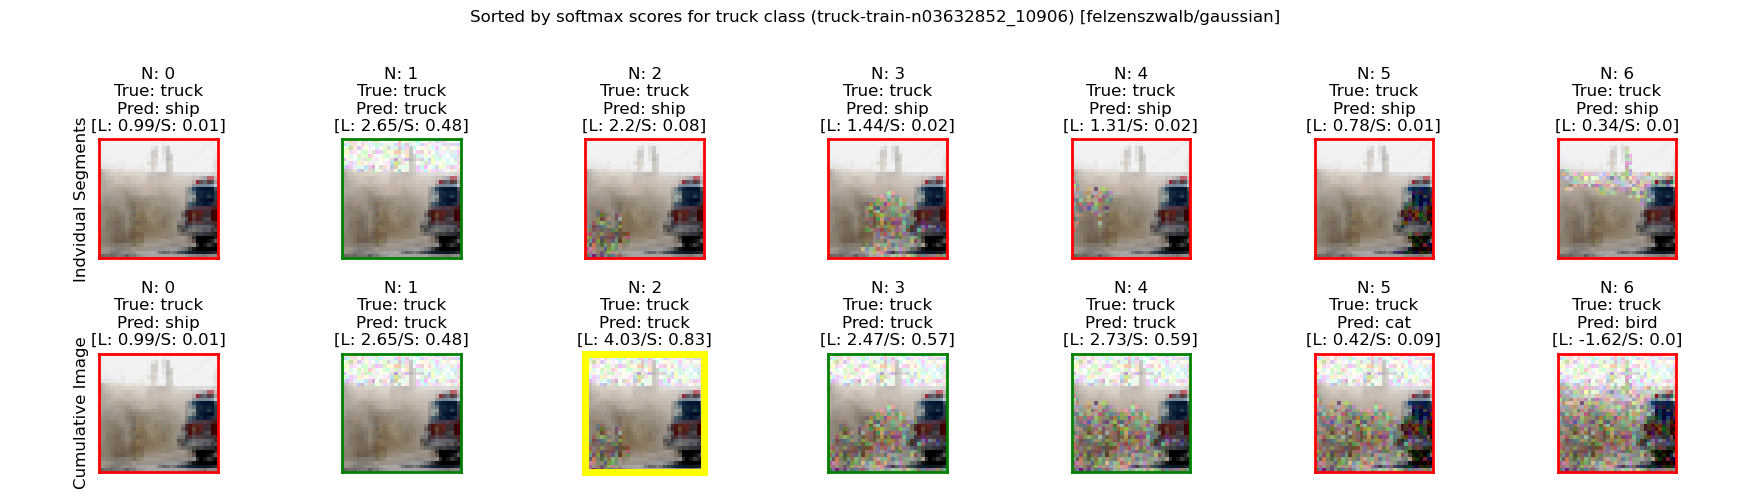 Sorted by softmax scores for truck class (truck-train-n03632852_10906) [felzenszwalb/gaussian]
Indvidual Segments
N: 0
True: truck
Pred: ship
[L: 0.99/S: 0.01]
N: 1
True: truck
Pred: truck
[L: 2.65/S: 0.48]
N: 2
True: truck
Pred: ship
[L: 2.2/S: 0.08]
N: 3
True: truck
Pred: ship
[L: 1.44/S: 0.02]
N: 4
True: truck
Pred: ship
[L: 1.31/S: 0.02]
N: 5
True: truck
Pred: ship
[L: 0.78/S: 0.01]
N: 6
True: truck
Pred: ship
[L: 0.34/S: 0.0]
Cumulative Image
N: 0
True: truck
Pred: ship
[L: 0.99/S: 0.01]
N: 1
True: truck
Pred: truck
[L: 2.65/S: 0.48]
N: 2
True: truck
Pred: truck
[L: 4.03/S: 0.83]
N: 3
True: truck
Pred: truck
[L: 2.47/S: 0.57]
N: 4
True: truck
Pred: truck
[L: 2.73/S: 0.59]
N: 5
True: truck
Pred: cat
[L: 0.42/S: 0.09]
N: 6
True: truck
Pred: bird
[L: -1.62/S: 0.0]